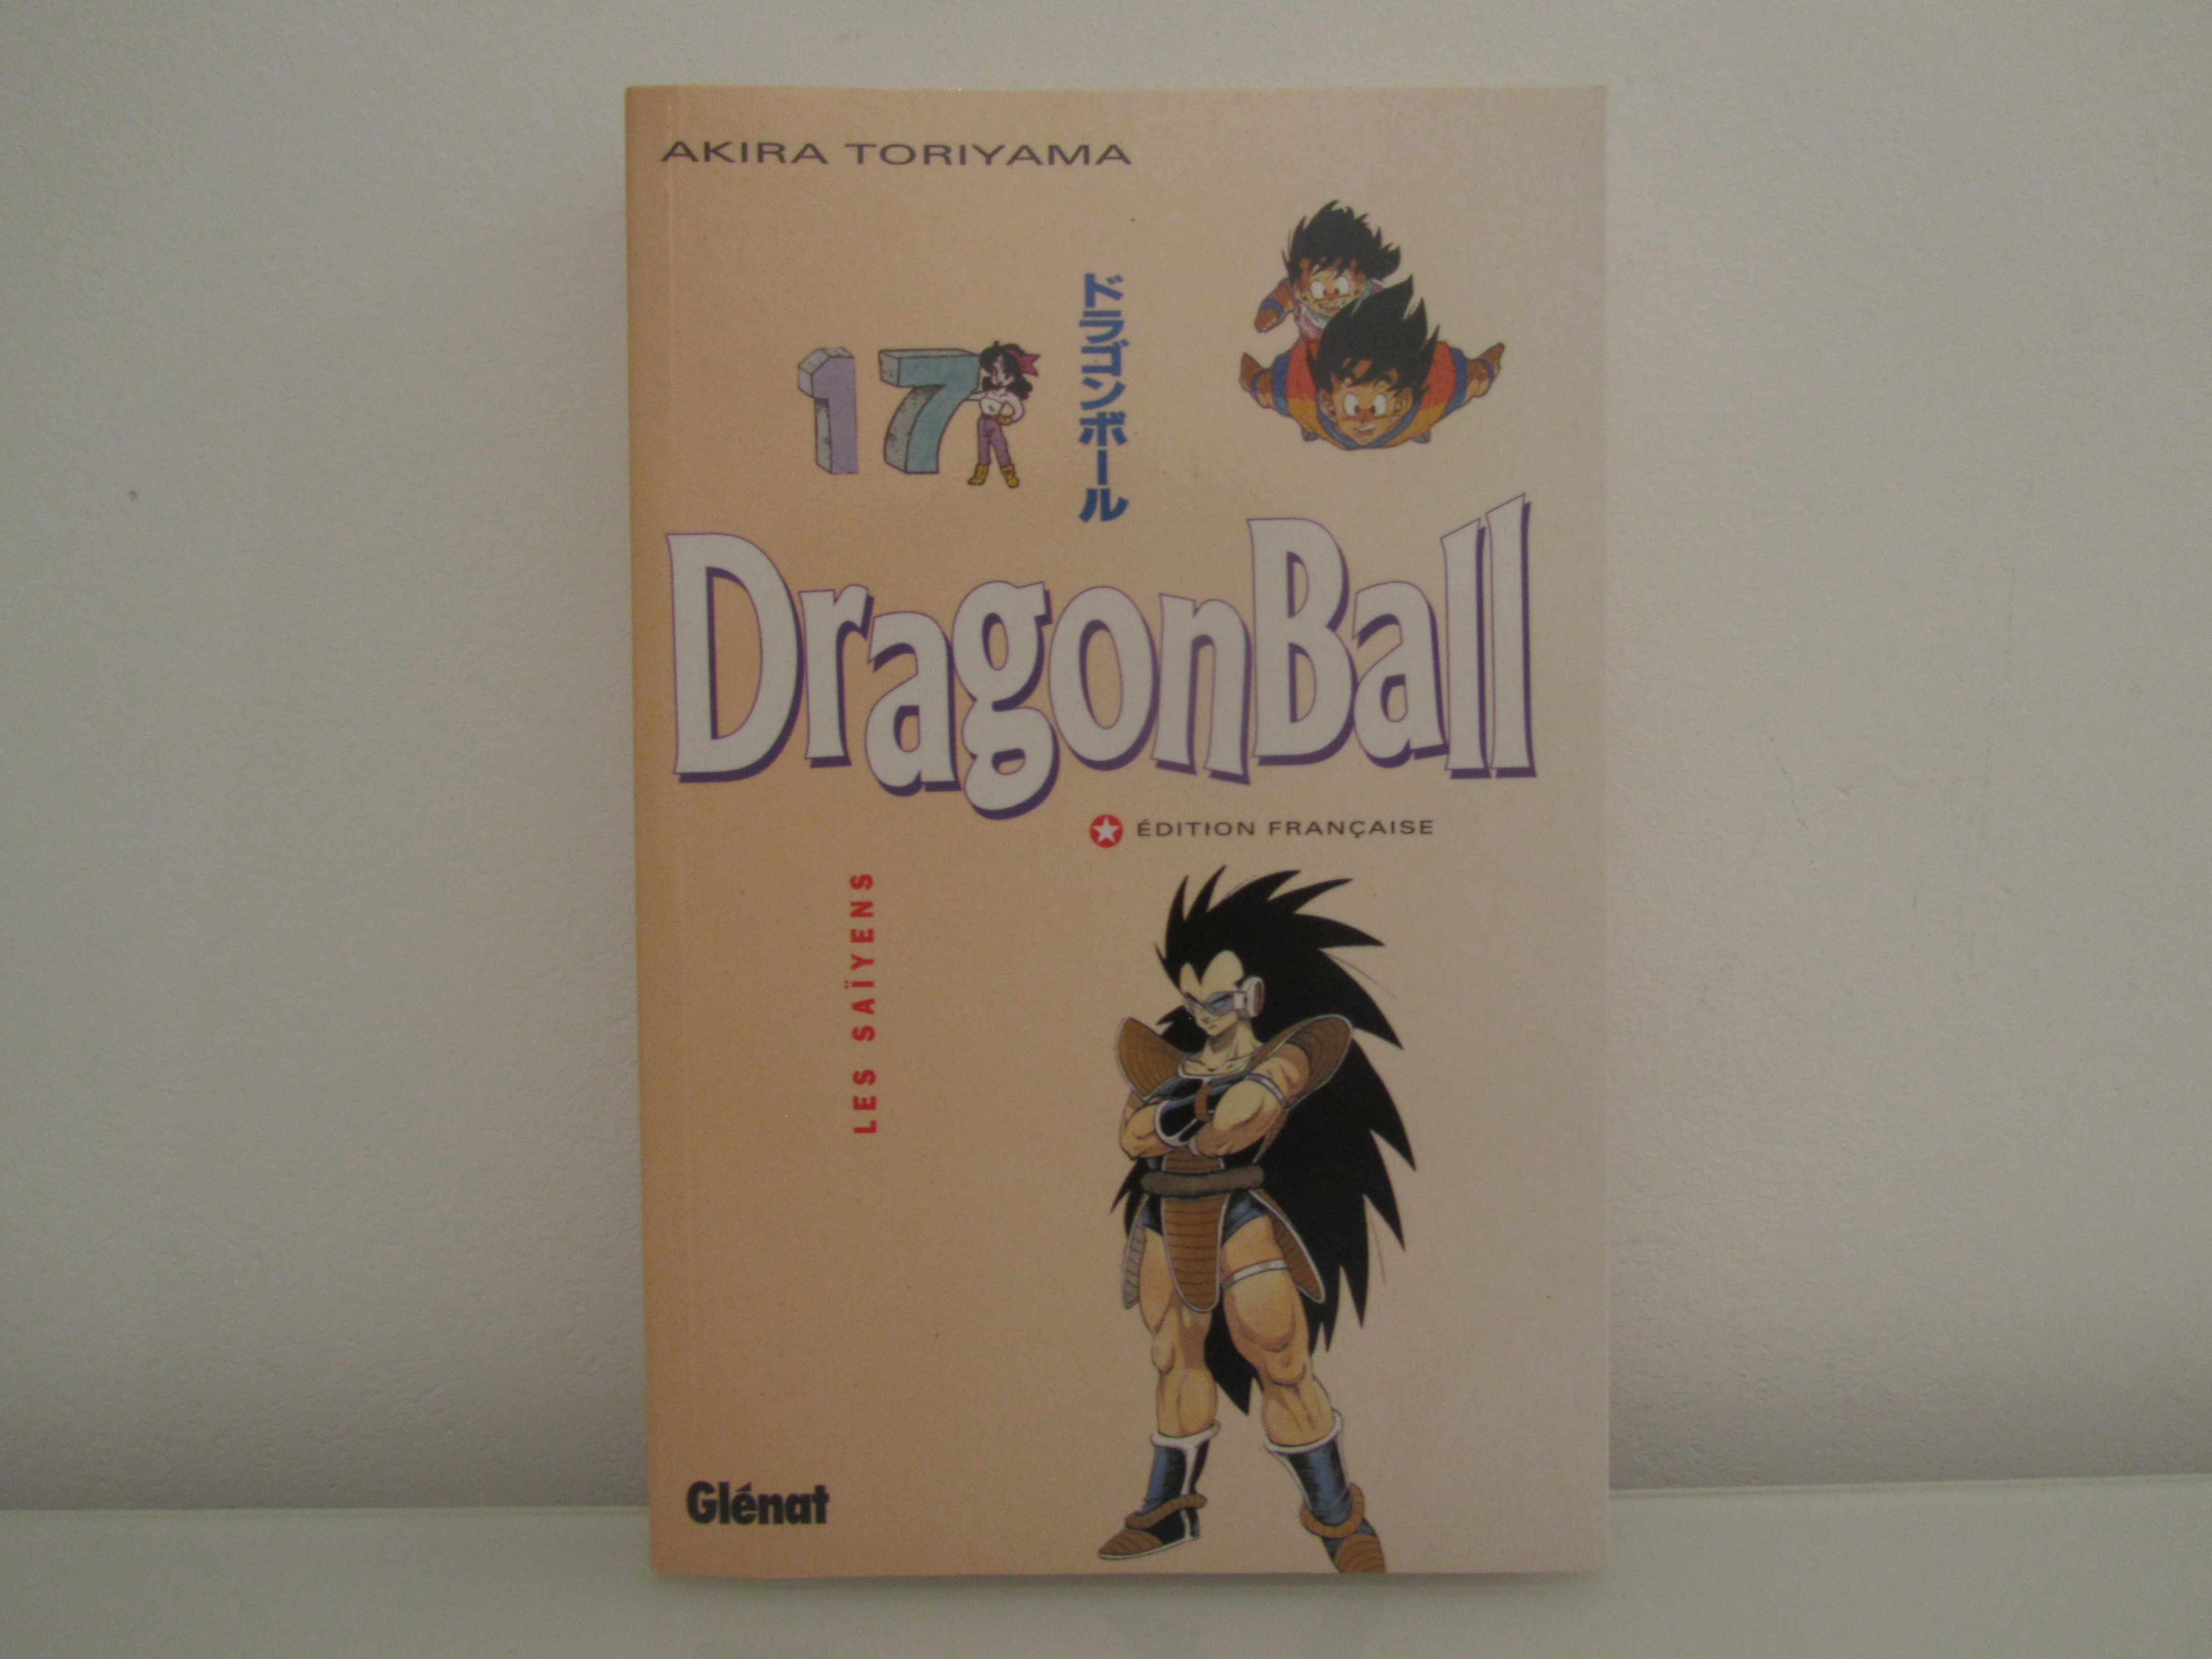 AKIRA TORIYAMA
17
ドラゴンボール
DragonBall
ÉDITION FRANÇAISE
LES SAÏYENS
Glénat